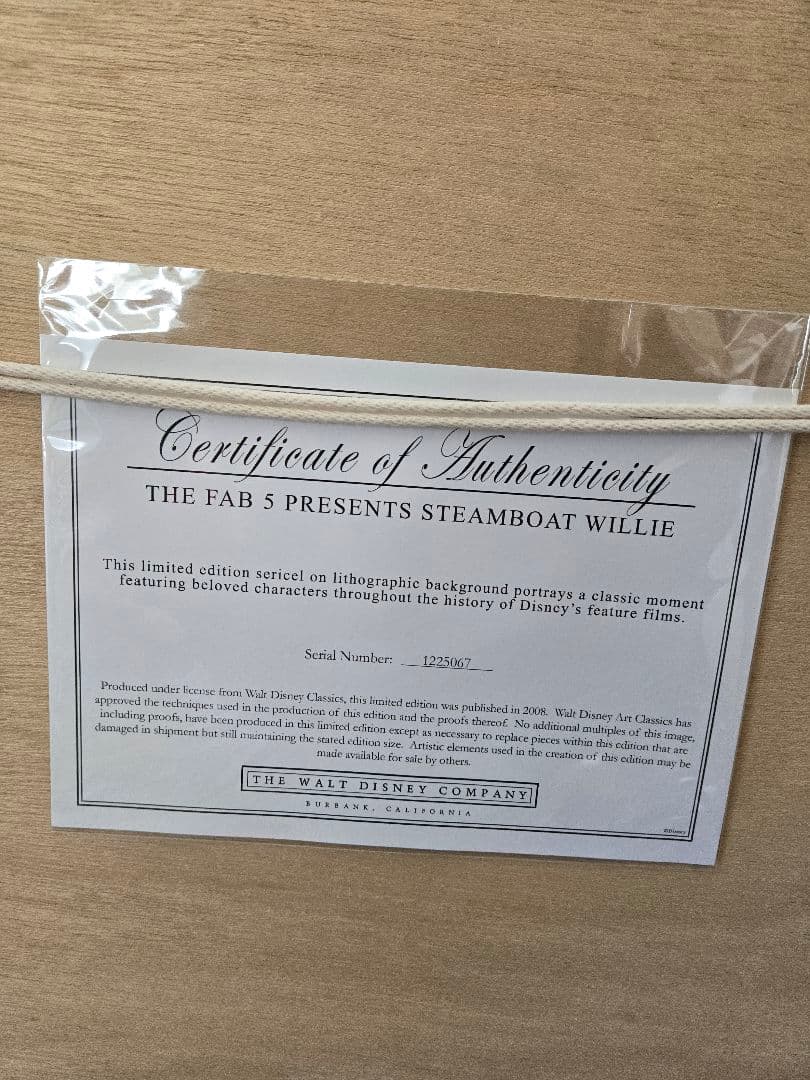 Certificate of Authenticity
THE FAB 5 PRESENTS STEAMBOAT WILLIE
This limited edition sericel on lithographic background portrays a classic moment
featuring beloved characters throughout the history of Disney's feature films.
Serial Number: 1225067
Produced under license from Walt Disney Classics, this limited edition was published in 2008. Walt Disney Art Classics has
approved the techniques used in the production of this edition and the proofs thereof. No additional multiples of this image,
including proofs, have been produced in this limited edition except as necessary to replace pieces within this edition that are
damaged in shipment but still maintaining the stated edition size. Artistic elements used in the creation of this edition may be
made available for sale by others.
THE WALT DISNEY COMPANY
BURBANK, CALIFORNIA
©Disney